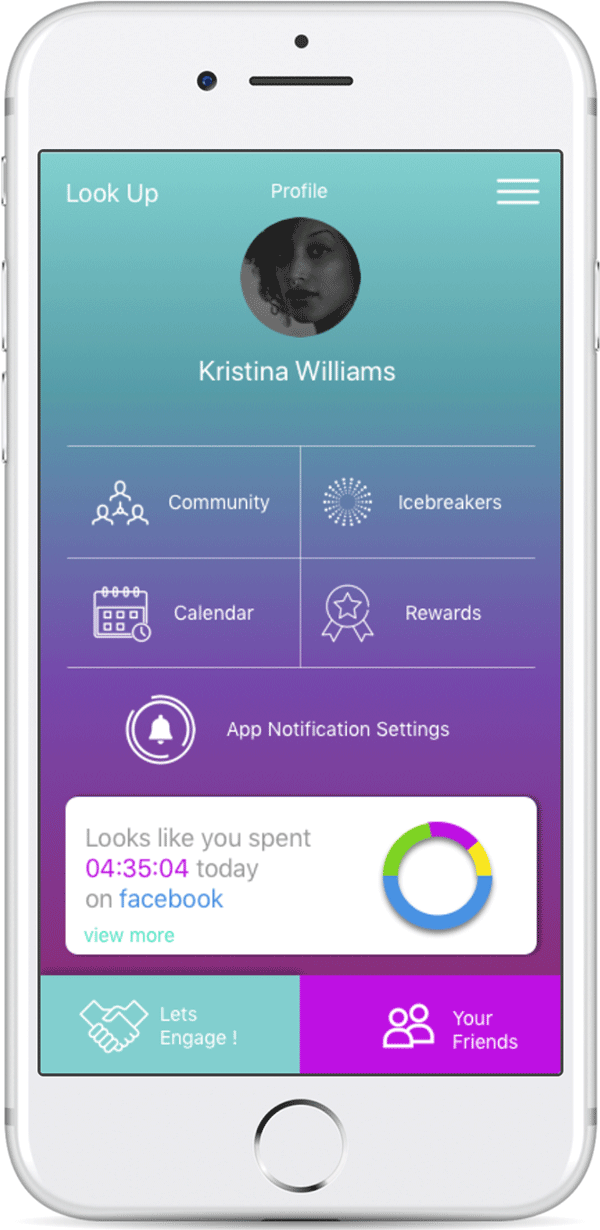 Look Up
Profile
Kristina Williams
Community
Icebreakers
Calendar
Rewards
App Notification Settings
Looks like you spent
04:35:04 today
on facebook
view more
Lets
Engage !
Your
Friends